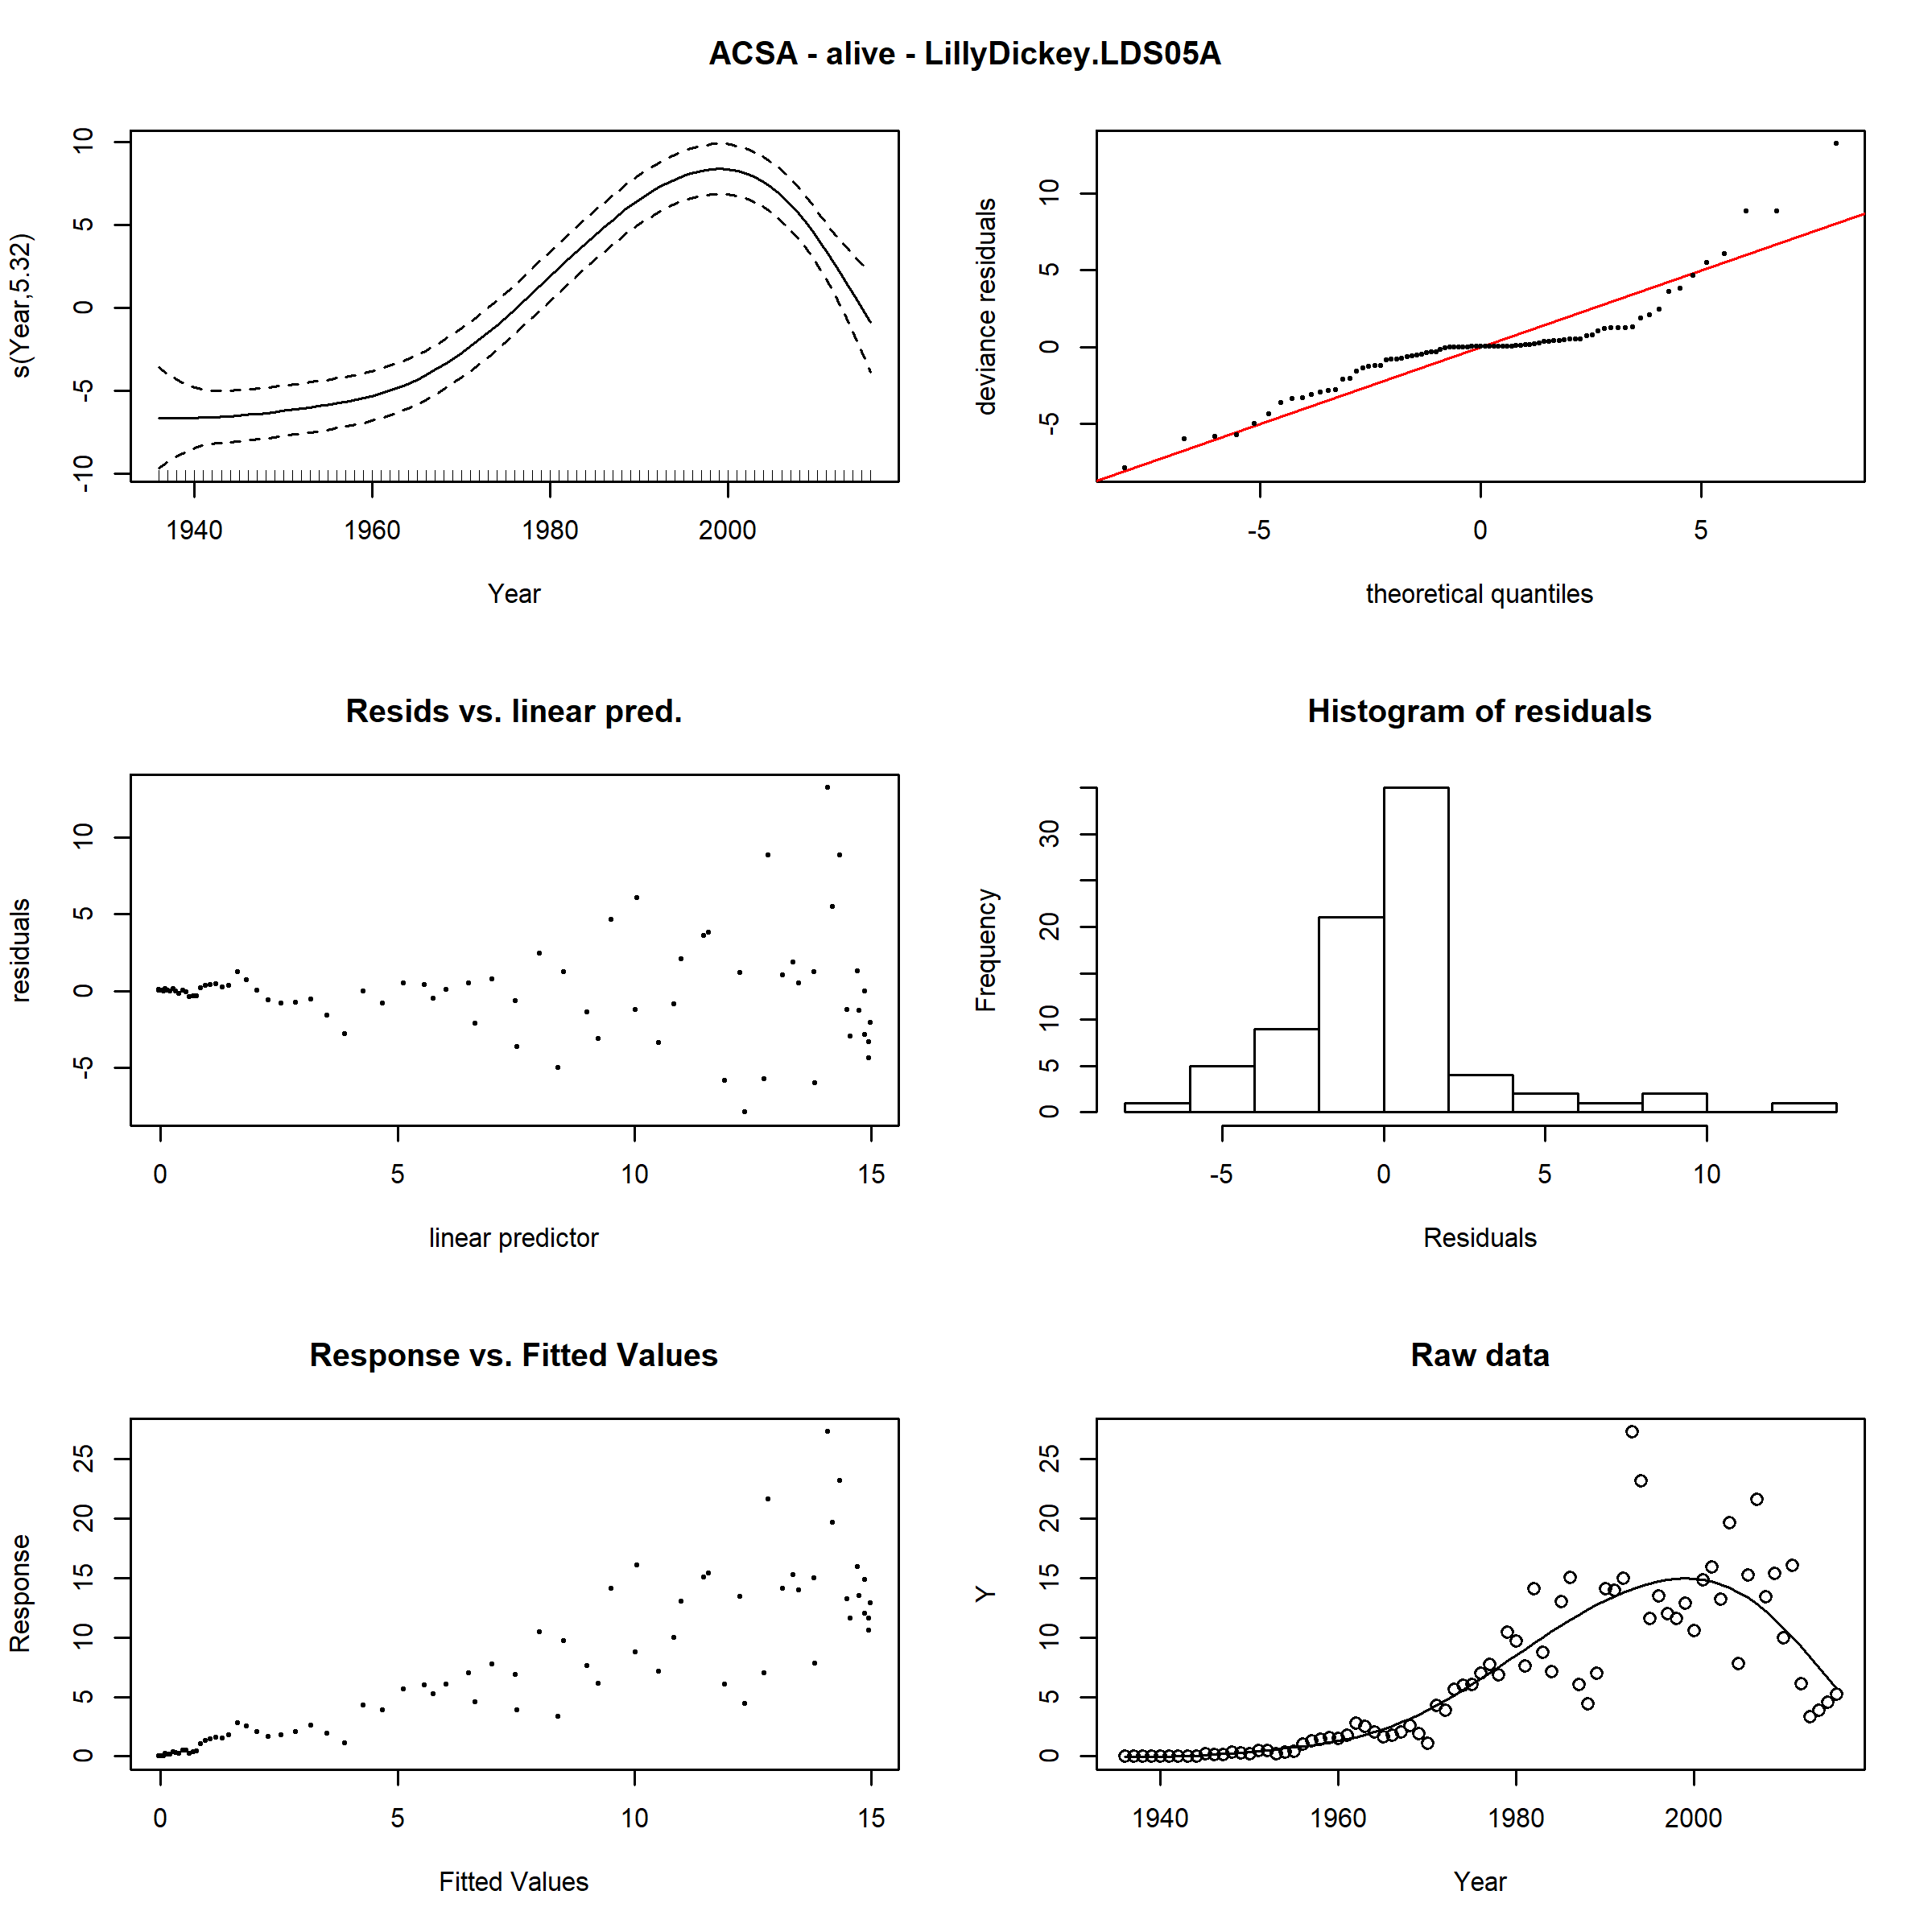 ACSA - alive - LillyDickey.LDS05A
s(Year,5.32)
10
5
0
-5
-10
1940 1960 1980 2000
Year
deviance residuals
10
5
0
-5
-5 0 5
theoretical quantiles
Resids vs. linear pred.
residuals
10
5
0
-5
0 5 10 15
linear predictor
Histogram of residuals
Frequency
30
20
10
5
0
-5 0 5 10
Residuals
Response vs. Fitted Values
Response
25
20
15
10
5
0
0 5 10 15
Fitted Values
Raw data
Y
25
20
15
10
5
0
1940 1960 1980 2000
Year